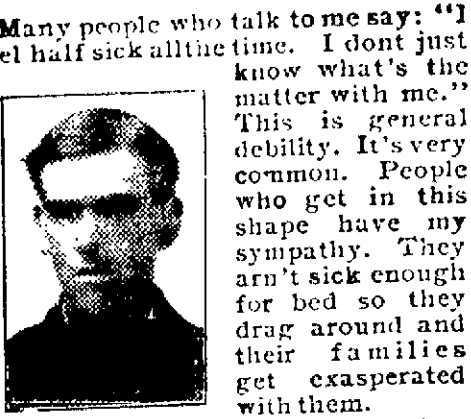 Many people who talk to me say: “I
el half sick all the time. I dont just
know what's the
matter with me.”
This is general
debility. It's very
common. People
who get in this
shape have my
sympathy. They
arn't sick enough
for bed so they
drag around and
their families
get exasperated
with them.